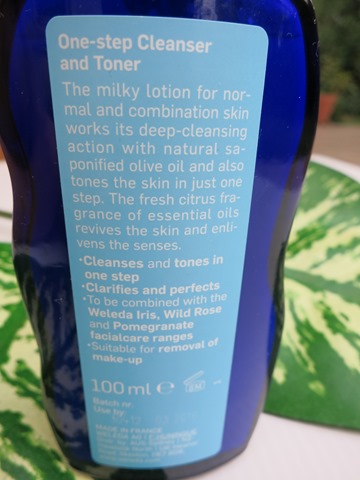 One-step Cleanser
and Toner
The milky lotion for nor-
mal and combination skin
works its deep-cleansing
action with natural sa-
ponified olive oil and also
tones the skin in just one
step. The fresh citrus fra-
grance of essential oils
revives the skin and enli-
vens the senses.
•Cleanses and tones in
one step
•Clarifies and perfects
•To be combined with the
Weleda Iris, Wild Rose
and Pomegranate
facialcare ranges
•Suitable for removal of
make-up
100 ml ℮ 6M
Batch nr.
Use by:
MADE IN FRANCE
WELEDA AG